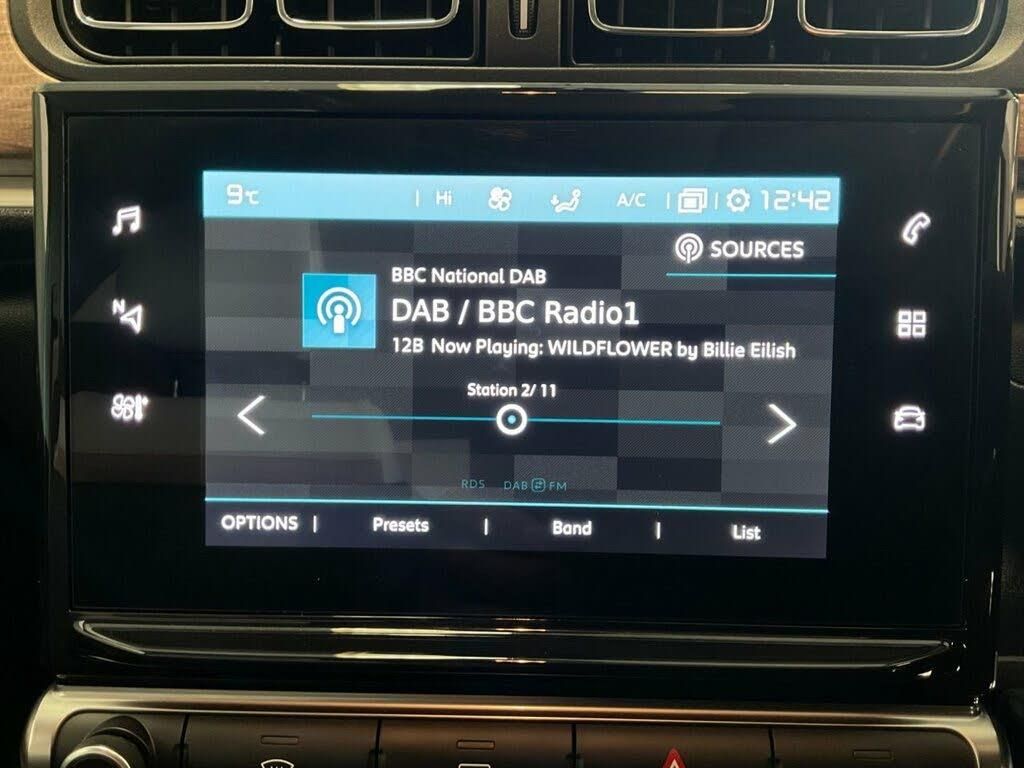 9°C | Hi A/C | | 12:42
SOURCES
BBC National DAB
DAB / BBC Radio1
12B Now Playing: WILDFLOWER by Billie Eilish
Station 2/ 11
N
RDS DAB FM
OPTIONS | Presets | Band | List